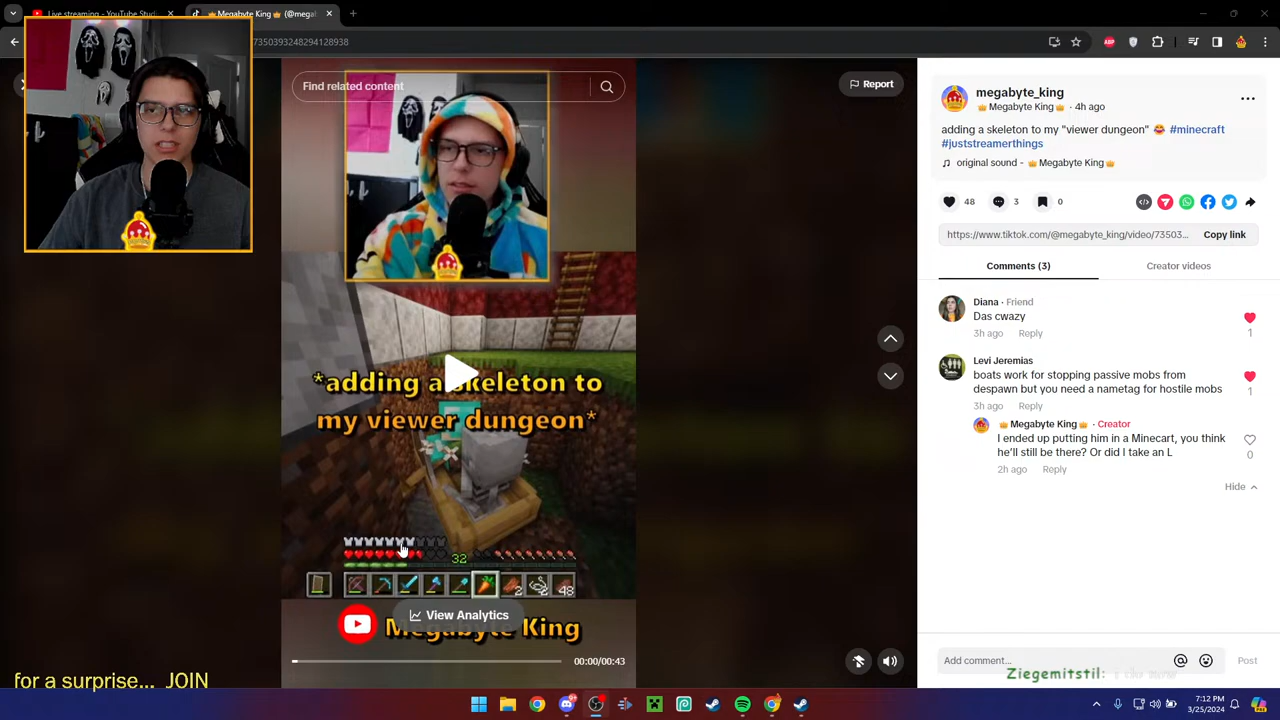 Live streaming - YouTube Stud
Megabyte King (@mega
7350393248294128938
Find related content
Report
*adding a skeleton to
my viewer dungeon*
32
2
2
48
View Analytics
Megabyte King
00:00/00:43
for a surprise... JOIN
megabyte_king
Megabyte King · 4h ago
adding a skeleton to my "viewer dungeon" 😂 #minecraft
#juststreamerthings
original sound - Megabyte King
48
3
0
https://www.tiktok.com/@megabyte_king/video/73503...
Copy link
Comments (3)
Creator videos
Diana · Friend
Das cwazy
3h ago
Reply
1
Levi Jeremias
boats work for stopping passive mobs from
despawn but you need a nametag for hostile mobs
3h ago
Reply
1
Megabyte King · Creator
I ended up putting him in a Minecart, you think
he'll still be there? Or did I take an L
2h ago
Reply
0
Hide
Add comment...
Post
Ziegemitstil:
7:12 PM
3/25/2024